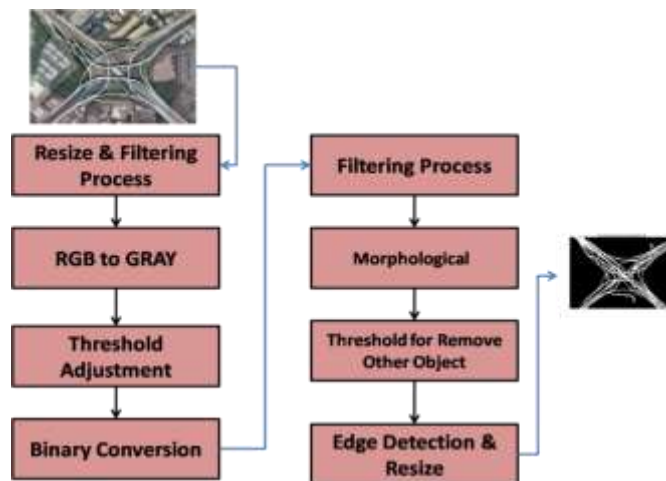 Resize & Filtering
Process
RGB to GRAY
Threshold
Adjustment
Binary Conversion
Filtering Process
Morphological
Threshold for Remove
Other Object
Edge Detection &
Resize